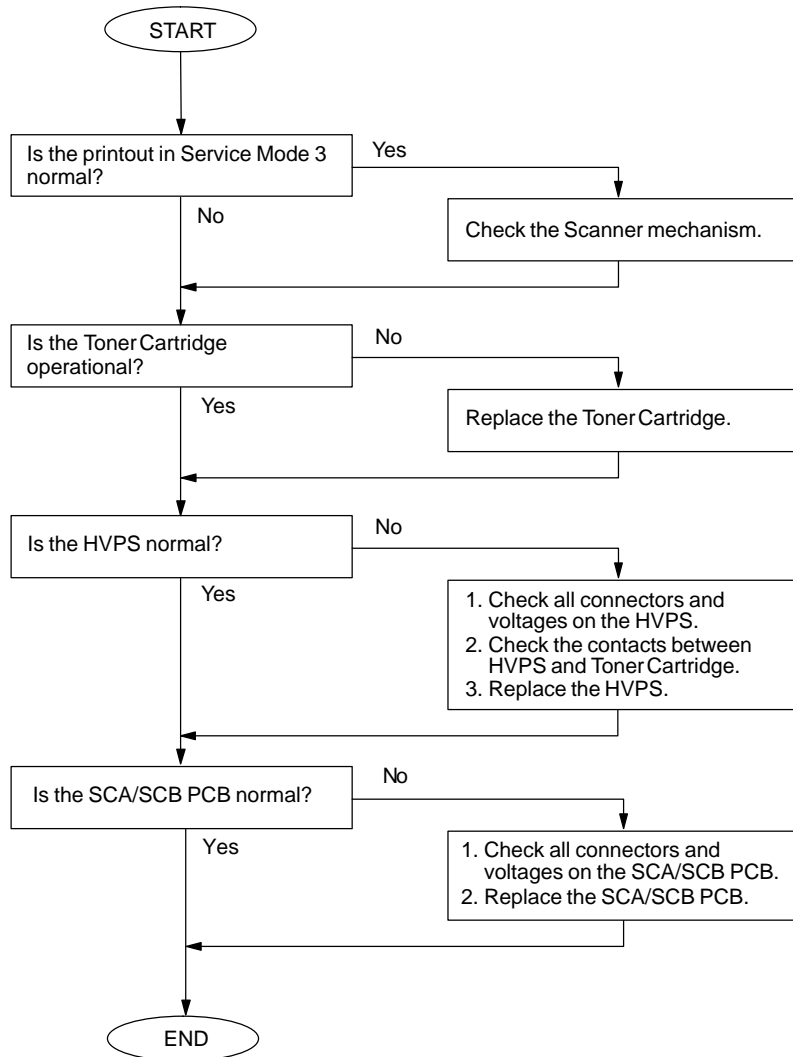 START
Is the printout in Service Mode 3
normal?
Yes
No
Check the Scanner mechanism.
Is the Toner Cartridge
operational?
No
Yes
Replace the Toner Cartridge.
Is the HVPS normal?
No
Yes
1. Check all connectors and
voltages on the HVPS.
2. Check the contacts between
HVPS and Toner Cartridge.
3. Replace the HVPS.
Is the SCA/SCB PCB normal?
No
Yes
1. Check all connectors and
voltages on the SCA/SCB PCB.
2. Replace the SCA/SCB PCB.
END